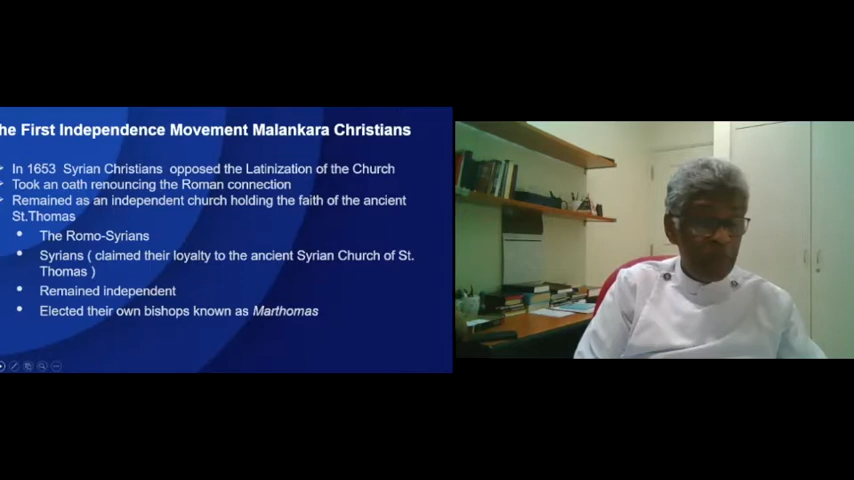 he First Independence Movement Malankara Christians
In 1653 Syrian Christians opposed the Latinization of the Church
Took an oath renouncing the Roman connection
Remained as an independent church holding the faith of the ancient
St.Thomas
The Romo-Syrians
Syrians ( claimed their loyalty to the ancient Syrian Church of St.
Thomas )
Remained independent
Elected their own bishops known as Marthomas